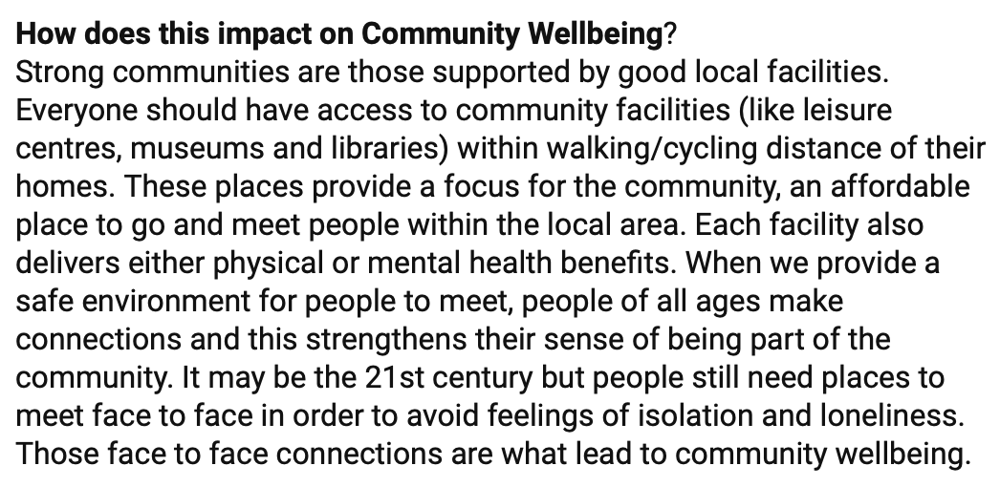 How does this impact on Community Wellbeing?
Strong communities are those supported by good local facilities.
Everyone should have access to community facilities (like leisure
centres, museums and libraries) within walking/cycling distance of their
homes. These places provide a focus for the community, an affordable
place to go and meet people within the local area. Each facility also
delivers either physical or mental health benefits. When we provide a
safe environment for people to meet, people of all ages make
connections and this strengthens their sense of being part of the
community. It may be the 21st century but people still need places to
meet face to face in order to avoid feelings of isolation and loneliness.
Those face to face connections are what lead to community wellbeing.